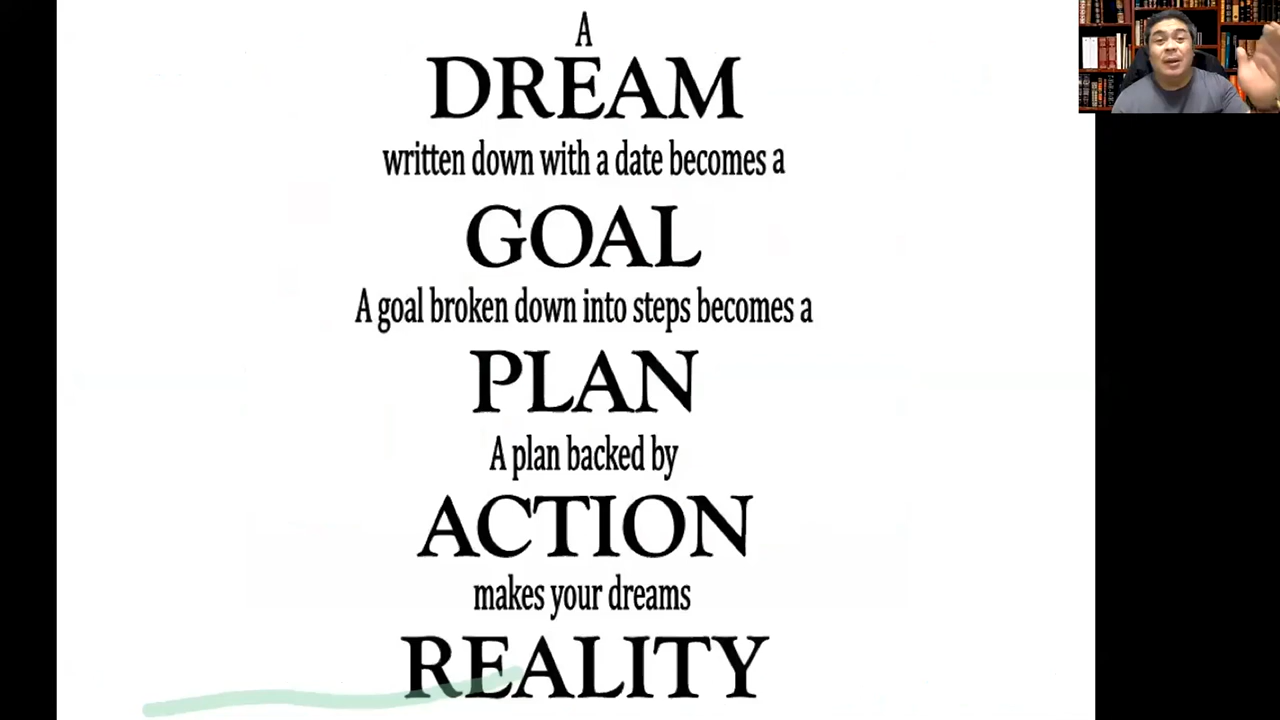 A
DREAM
written down with a date becomes a
GOAL
A goal broken down into steps becomes a
PLAN
A plan backed by
ACTION
makes your dreams
REALITY